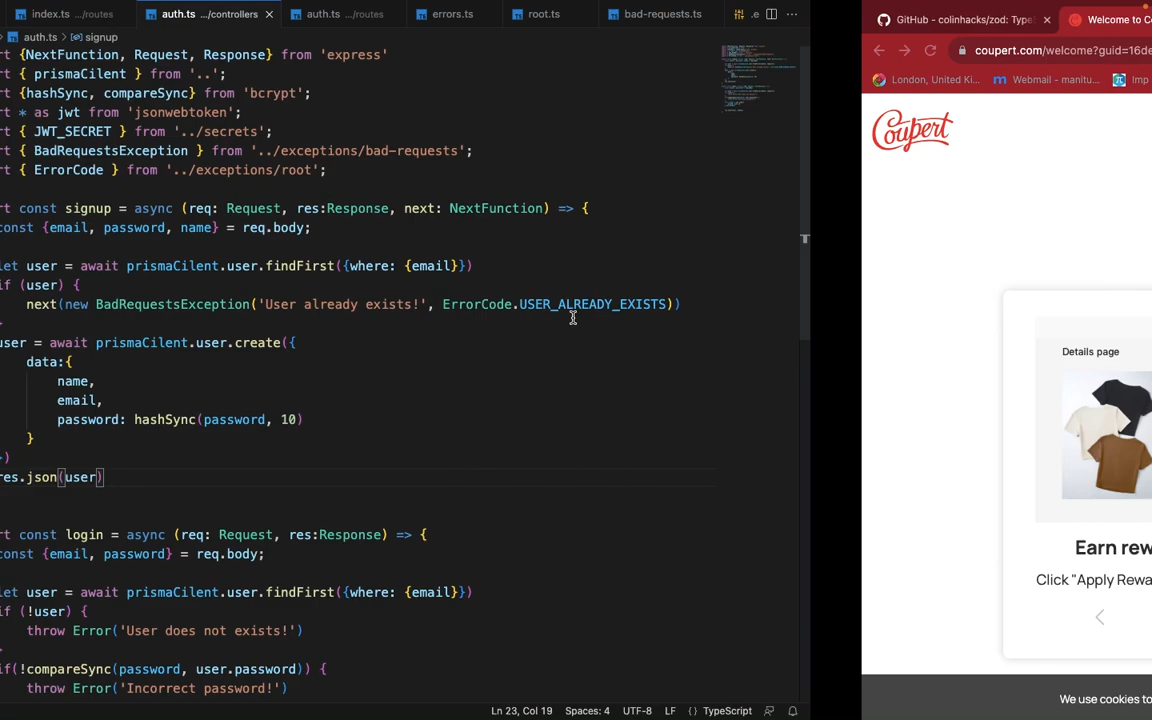 index.ts .../routes
auth.ts .../controllers
auth.ts .../routes
errors.ts
root.ts
bad-requests.ts
.e
auth.ts > signup
rt {NextFunction, Request, Response} from 'express'
rt { prismaCilent } from '..';
rt {hashSync, compareSync} from 'bcrypt';
rt * as jwt from 'jsonwebtoken';
rt { JWT_SECRET } from '../secrets';
rt { BadRequestsException } from '../exceptions/bad-requests';
rt { ErrorCode } from '../exceptions/root';
rt const signup = async (req: Request, res:Response, next: NextFunction) => {
const {email, password, name} = req.body;
let user = await prismaCilent.user.findFirst({where: {email}})
if (user) {
next(new BadRequestsException('User already exists!', ErrorCode.USER_ALREADY_EXISTS))
}
user = await prismaCilent.user.create({
data:{
name,
email,
password: hashSync(password, 10)
}
})
res.json(user)
rt const login = async (req: Request, res:Response) => {
const {email, password} = req.body;
let user = await prismaCilent.user.findFirst({where: {email}})
if (!user) {
throw Error('User does not exists!')
}
if(!compareSync(password, user.password)) {
throw Error('Incorrect password!')
Ln 23, Col 19
Spaces: 4
UTF-8
LF
{} TypeScript
GitHub - colinhacks/zod: Type
Welcome to Co
coupert.com/welcome?guid=16de
London, United Ki...
Webmail - manitu...
Imp
Coupert
Details page
Earn rew
Click "Apply Rewa
We use cookies to